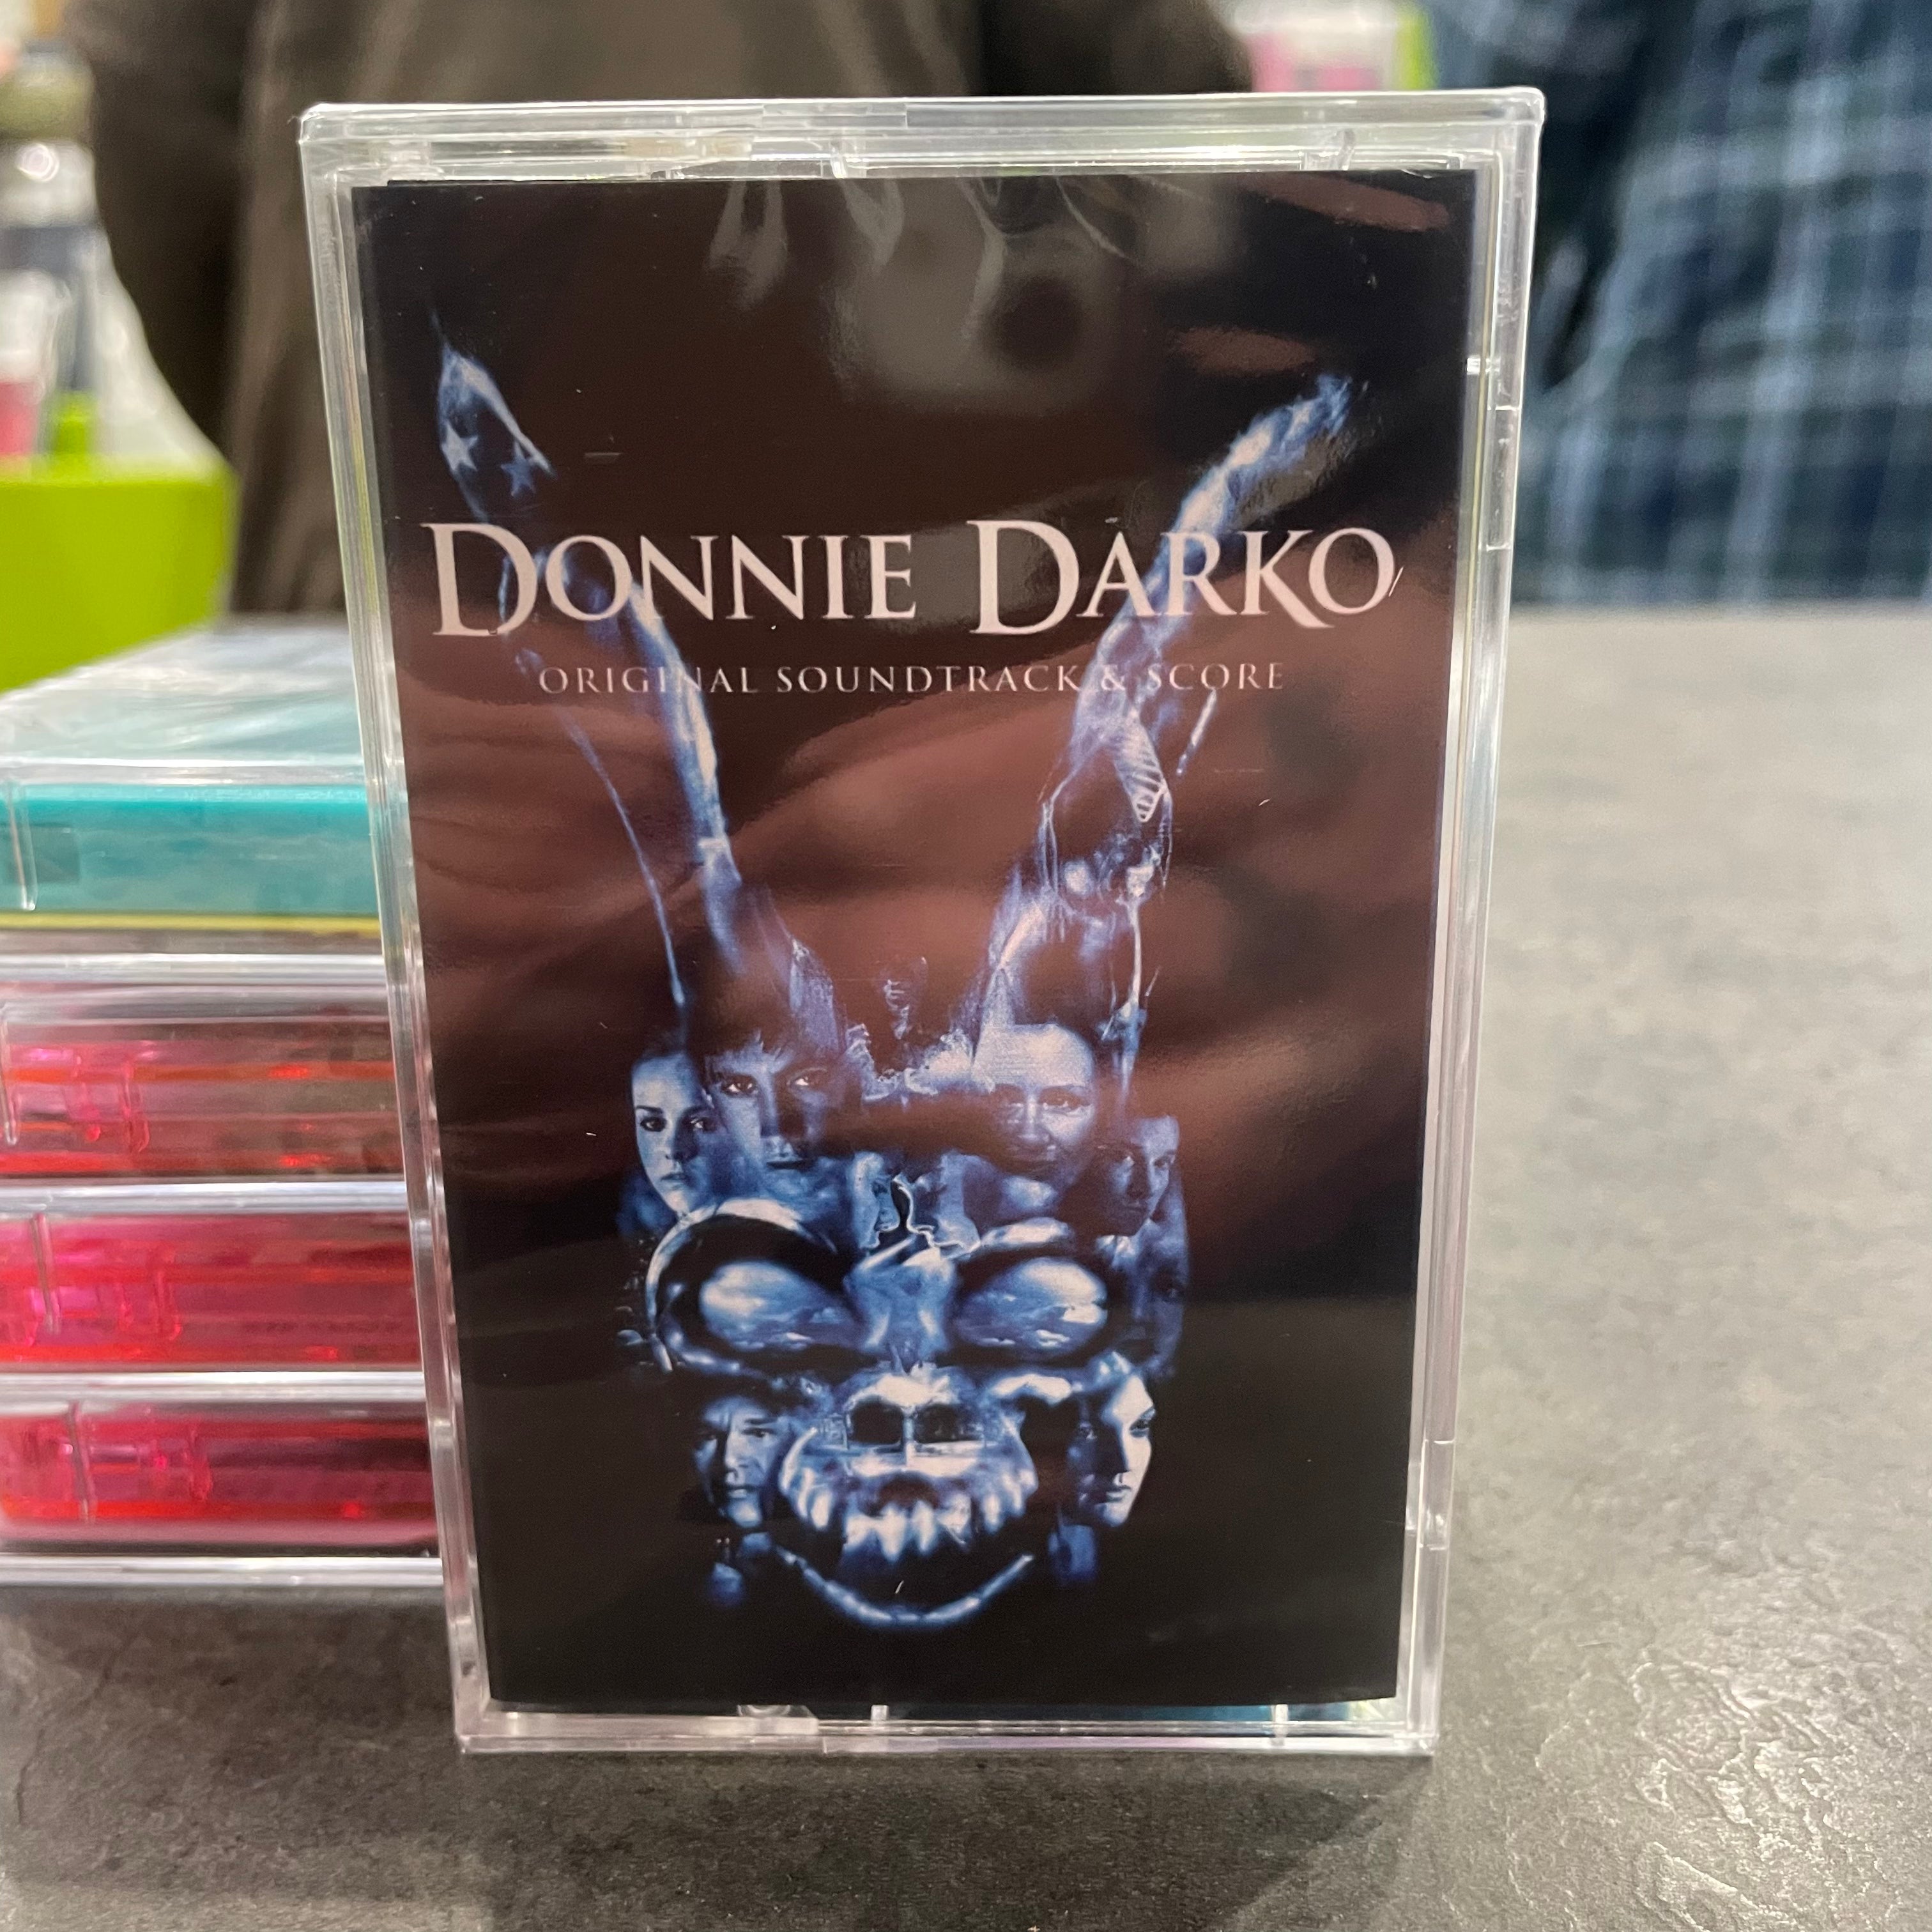 DONNIE DARKO
ORIGINAL SOUNDTRACK & SCORE